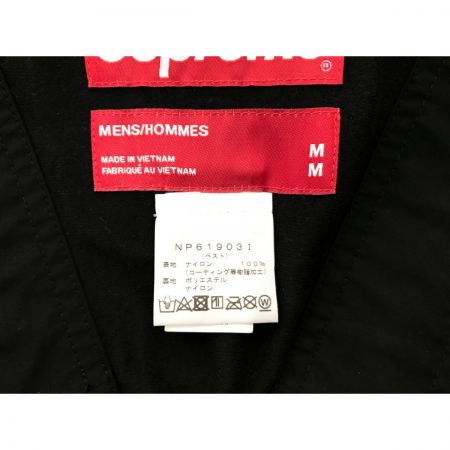 Supreme®
MENS/HOMMES
MADE IN VIETNAM M
FABRIQUÉ AU VIETNAM M
NP61903I
(ベスト)
表地 ナイロン 100%
(コーティング等樹脂加工)
裏地 ポリエステル
ナイロン